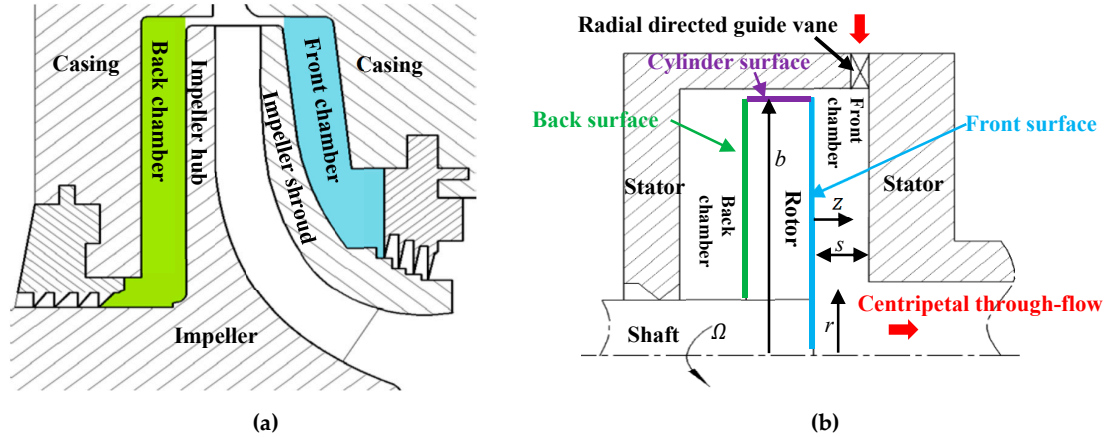 Casing
Back chamber
Impeller hub
Impeller shroud
Front chamber
Casing
Impeller
(a)
Radial directed guide vane
Cylinder surface
Back surface
Front
chamber
Front surface
b
Stator
Back
chamber
Rotor
Stator
z
s
Centripetal through-flow
r
Shaft
Ω
(b)